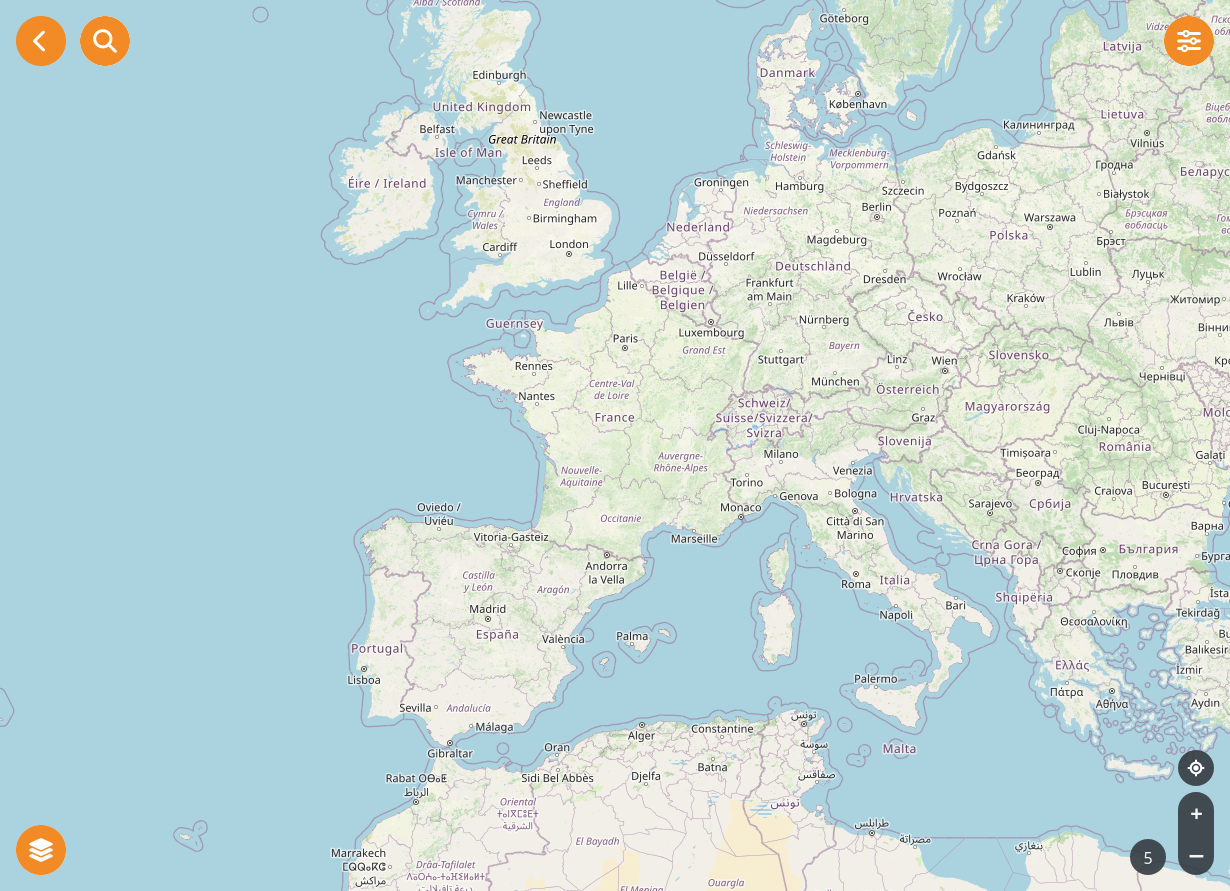 Alba / Scotland
Göteborg
Vidze
Latvija
Edinburgh
Danmark
København
United Kingdom
Newcastle
upon Tyne
Belfast
Great Britain
Isle of Man
Leeds
Калининград
Lietuva
Vilnius
Schleswig-
Holstein
Mecklenburg-
Vorpommern
Gdańsk
Гродна
Беларусь
Éire / Ireland
Manchester
Sheffield
Groningen
Hamburg
Szczecin
Bydgoszcz
Białystok
England
Cymru /
Wales
Birmingham
Niedersachsen
Berlin
Poznań
Warszawa
Брэсцкая
вобласць
Nederland
Cardiff
London
Magdeburg
Polska
Брэст
Düsseldorf
Deutschland
België /
Belgique /
Belgien
Lille
Frankfurt
am Main
Dresden
Wrocław
Lublin
Луцьк
Kraków
Житомир
Guernsey
Luxembourg
Nürnberg
Česko
Львів
Вінни
Paris
Grand Est
Bayern
Rennes
Stuttgart
Linz
Wien
Slovensko
Кро
München
Чернівці
Nantes
Centre-Val
de Loire
Österreich
France
Schweiz/
Suisse/Svizzera/
Svizra
Graz
Magyarország
Mold
Cluj-Napoca
Slovenija
România
Milano
Timișoara
Galați
Auvergne-
Rhône-Alpes
Nouvelle-
Aquitaine
Venezia
Београд
Torino
Genova
Bologna
Hrvatska
Craiova
București
Monaco
Sarajevo
Србија
Oviedo /
Uviéu
Occitanie
Città di San
Marino
Варна
Vitoria-Gasteiz
Marseille
Crna Gora /
Црна Гора
София
България
Бурга
Andorra
la Vella
Скопје
Пловдив
Castilla
y León
Aragón
Roma
Italia
Shqipëria
İsta
Madrid
Bari
Tekirdağ
Napoli
Θεσσαλονίκη
España
València
Palma
Bu
Balıkesir
Portugal
Ελλάς
İzmir
Lisboa
Palermo
Πάτρα
Αθήνα
Aydın
Sevilla
Andalucía
Málaga
تونس
Alger
Constantine
Gibraltar
Oran
سوسة
Malta
Batna
Rabat ⵔⴱⴰⵟ
الرباط
Sidi Bel Abbès
Djelfa
صفاقس
Oriental
الشرقية
تونس
El Bayadh
طرابلس
مصراتة
بنغازي
Marrakech
ⵎⵕⵕⴰⴽⵛ
مراكش
Drâa-Tafilalet
El Meniaa
Ouargla
5